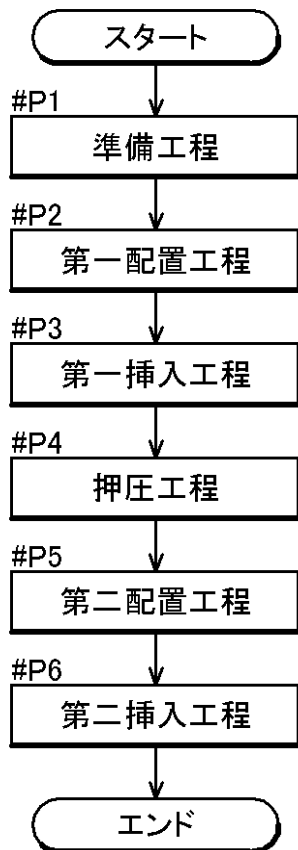 スタート
#P1
準備工程
#P2
第一配置工程
#P3
第一挿入工程
#P4
押圧工程
#P5
第二配置工程
#P6
第二挿入工程
エンド